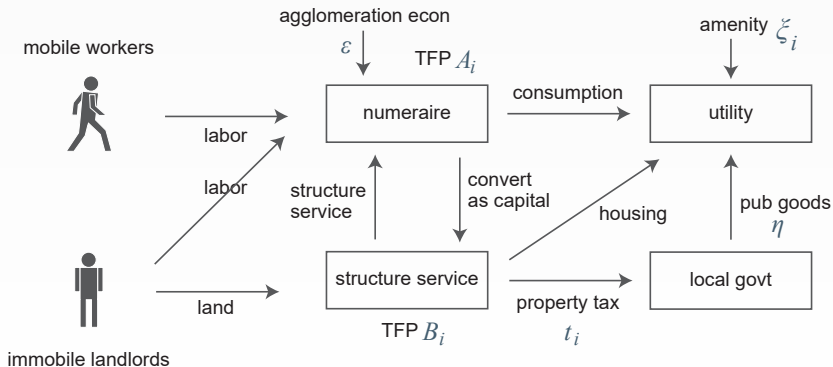 agglomeration econ
mobile workers
ε
TFP A_i
amenity ξ_i
numeraire
consumption
utility
labor
labor
structure
service
convert
as capital
housing
pub goods
η
structure service
local govt
land
property tax
TFP B_i
t_i
immobile landlords